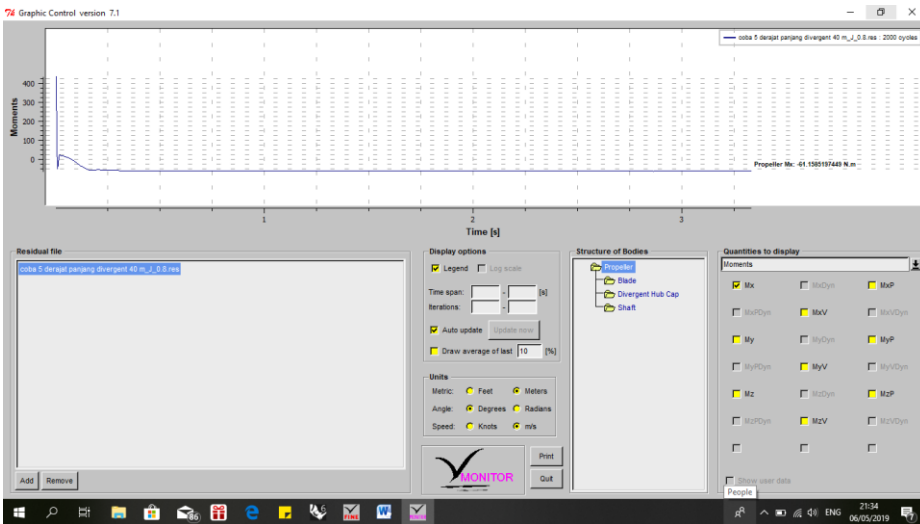 Graphic Control version 7.1
coba 5 derajat panjang divergent 40 m_J_0.8.res : 2000 cycles
Moments
400
300
200
100
0
Propeller Mx: -61.1585197449 N.m
1
2
3
Time [s]
Residual file
coba 5 derajat panjang divergent 40 m_J_0.8.res
Add
Remove
Display options
Legend
Log scale
Time span:
-
[s]
Iterations:
-
Auto update
Update now
Draw average of last
10
[%]
Units
Metric:
Feet
Meters
Angle:
Degrees
Radians
Speed:
Knots
m/s
MONITOR
Print
Quit
Structure of Bodies
Propeller
Blade
Divergent Hub Cap
Shaft
Quantities to display
Moments
Mx
MxDyn
MxP
MxPDyn
MxV
MxVDyn
My
MyDyn
MyP
MyPDyn
MyV
MyVDyn
Mz
MzDyn
MzP
MzPDyn
MzV
MzVDyn
Show user data
People
86
FINE
ENG
21:34
06/05/2019